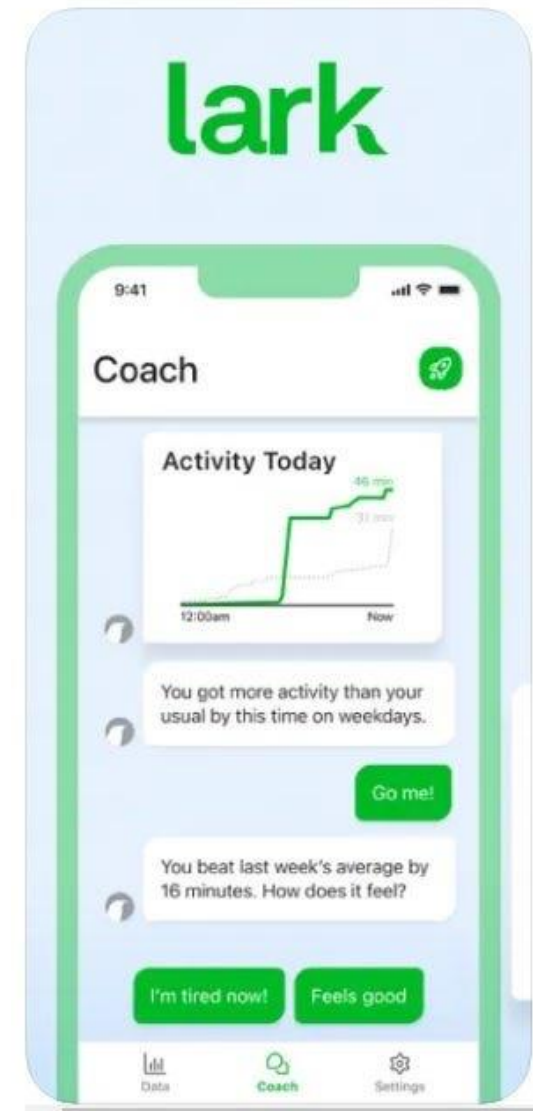 lark
9:41
Coach
Activity Today
46 min
31 min
12:00am
Now
You got more activity than your
usual by this time on weekdays.
Go me!
You beat last week's average by
16 minutes. How does it feel?
I'm tired now!
Feels good
Data
Coach
Settings